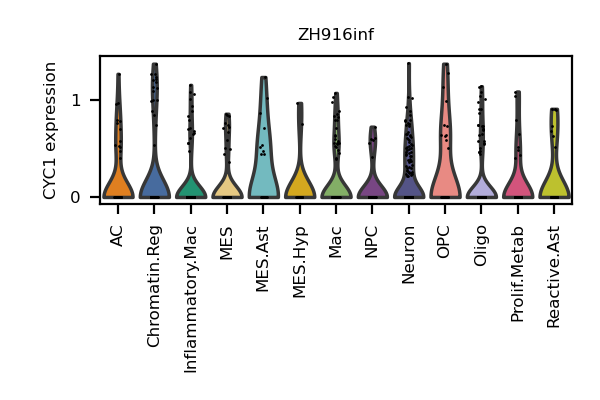 ZH916inf
CYC1 expression
1
0
AC
Chromatin.Reg
Inflammatory.Mac
MES
MES.Ast
MES.Hyp
Mac
NPC
Neuron
OPC
Oligo
Prolif.Metab
Reactive.Ast